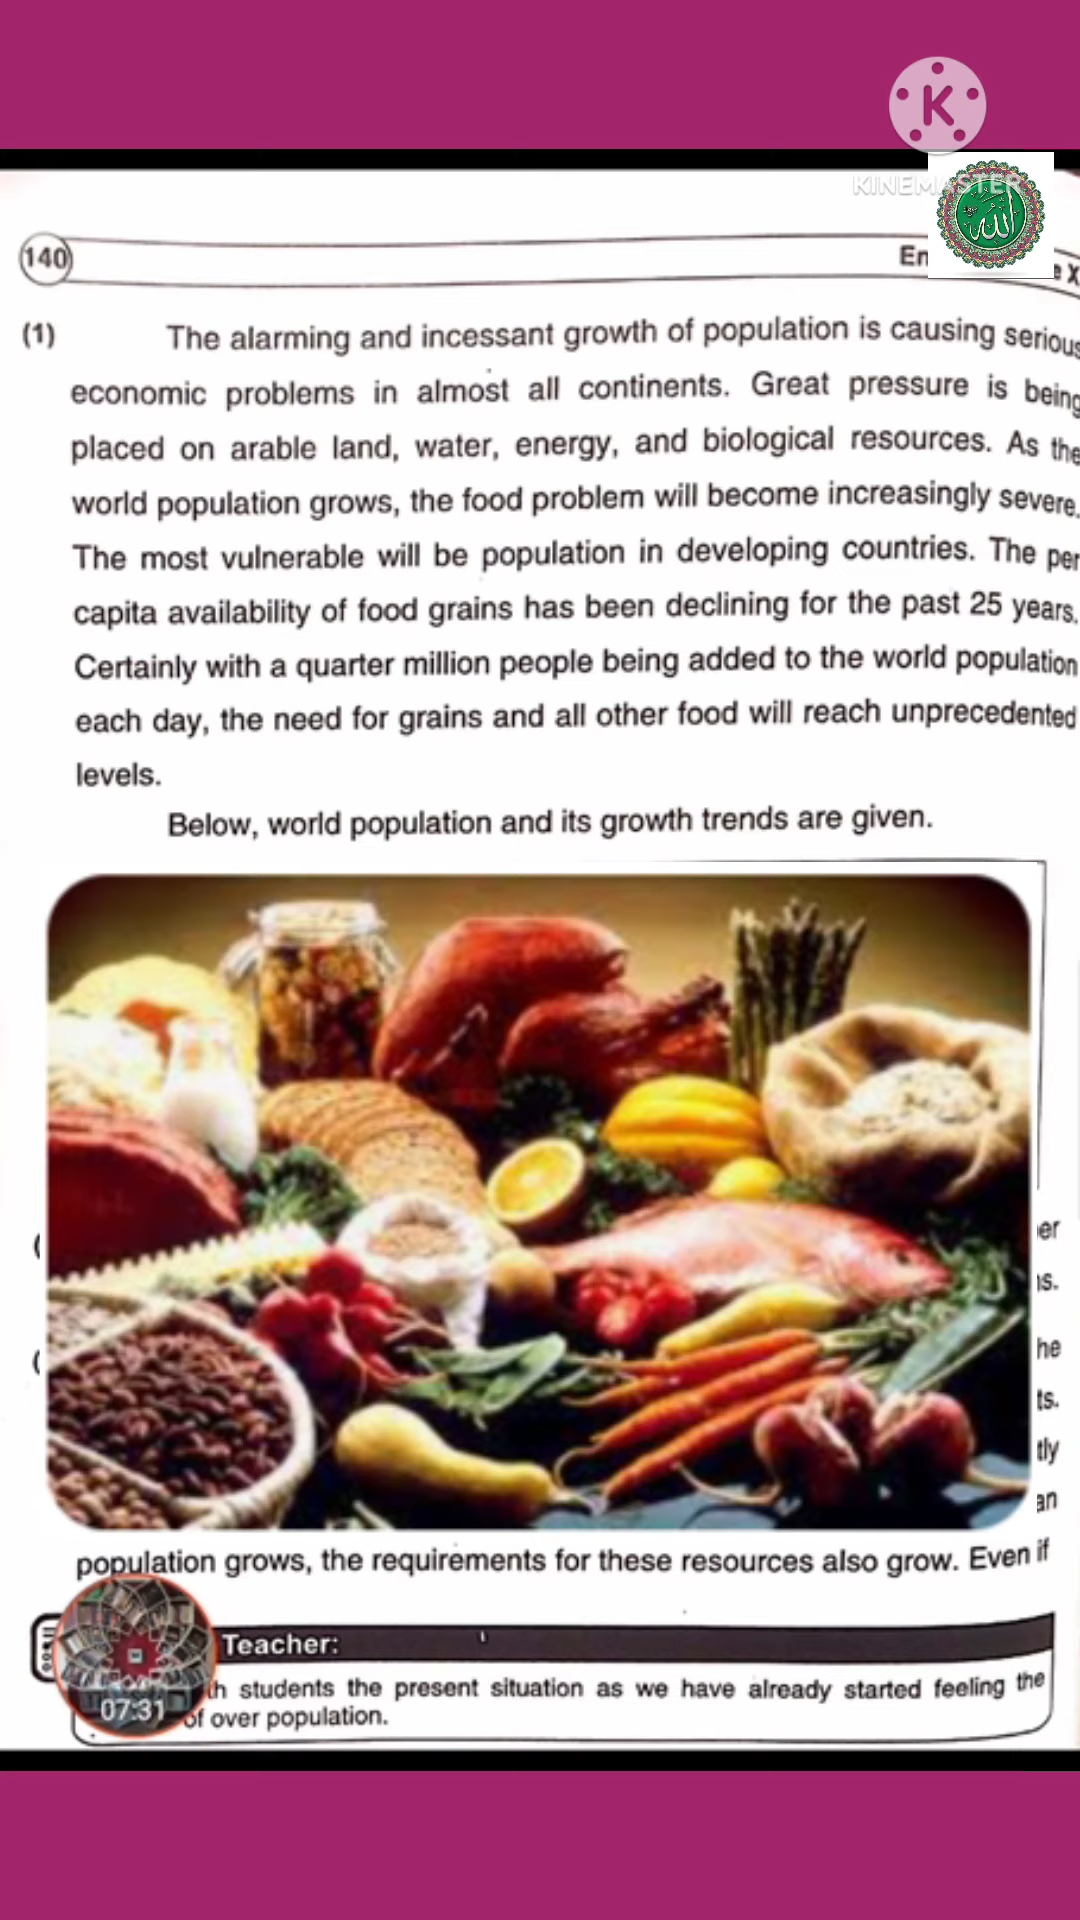 KINEMASTER
140
(1) The alarming and incessant growth of population is causing serious
economic problems in almost all continents. Great pressure is being
placed on arable land, water, energy, and biological resources. As the
world population grows, the food problem will become increasingly severe.
The most vulnerable will be population in developing countries. The per
capita availability of food grains has been declining for the past 25 years.
Certainly with a quarter million people being added to the world population
each day, the need for grains and all other food will reach unprecedented
levels.
Below, world population and its growth trends are given.
population grows, the requirements for these resources also grow. Even if
Teacher:
students the present situation as we have already started feeling the
of over population.
07:31